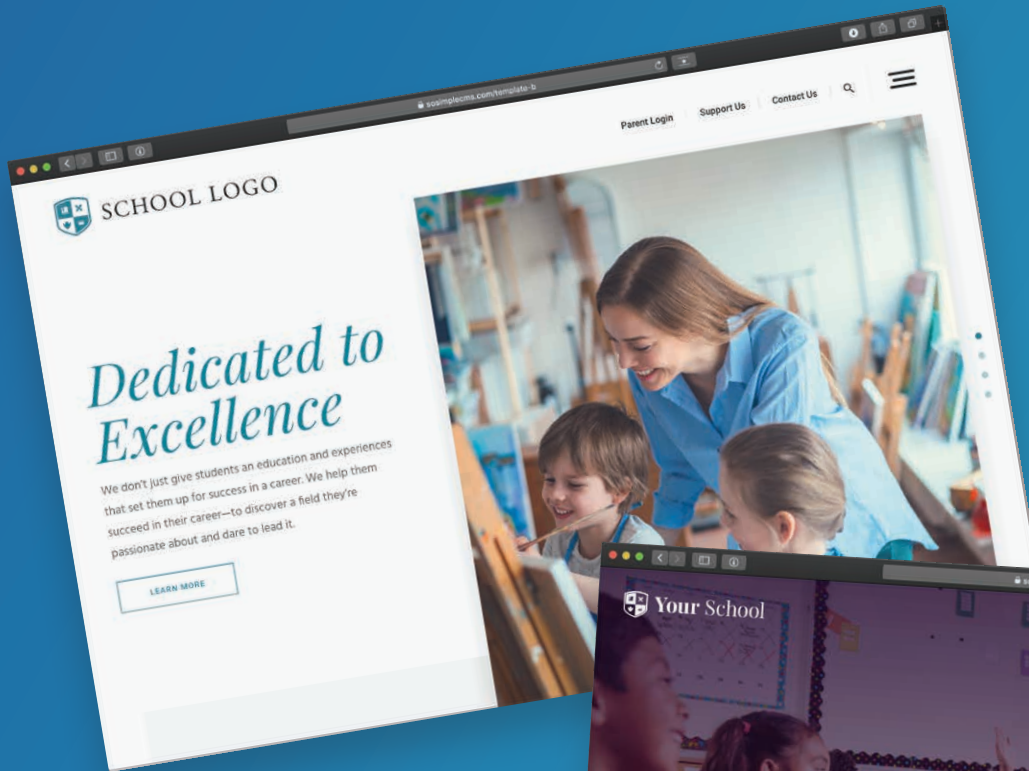 sosimplecms.com/template-b
Parent Login
Support Us
Contact Us
SCHOOL LOGO
Dedicated to
Excellence
We don't just give students an education and experiences
that set them up for success in a career. We help them
succeed in their career—to discover a field they're
passionate about and dare to lead it.
LEARN MORE
Your School